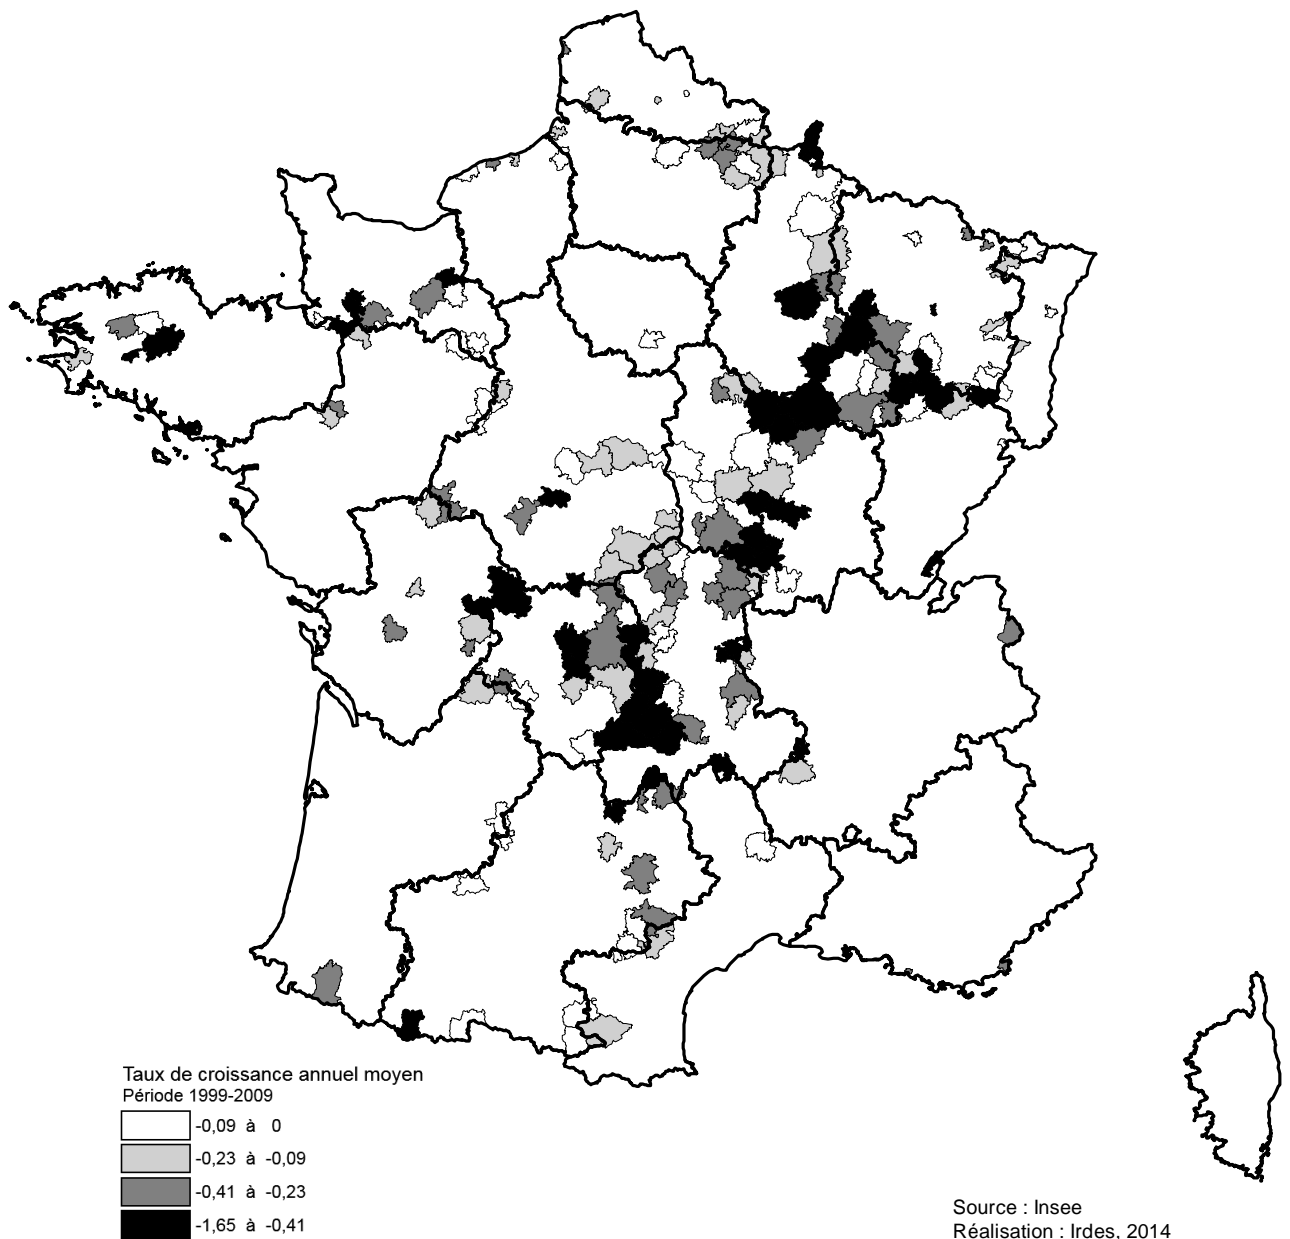 Taux de croissance annuel moyen
Période 1999-2009
-0,09 à 0
-0,23 à -0,09
-0,41 à -0,23
-1,65 à -0,41
Source : Insee
Réalisation : Irdes, 2014